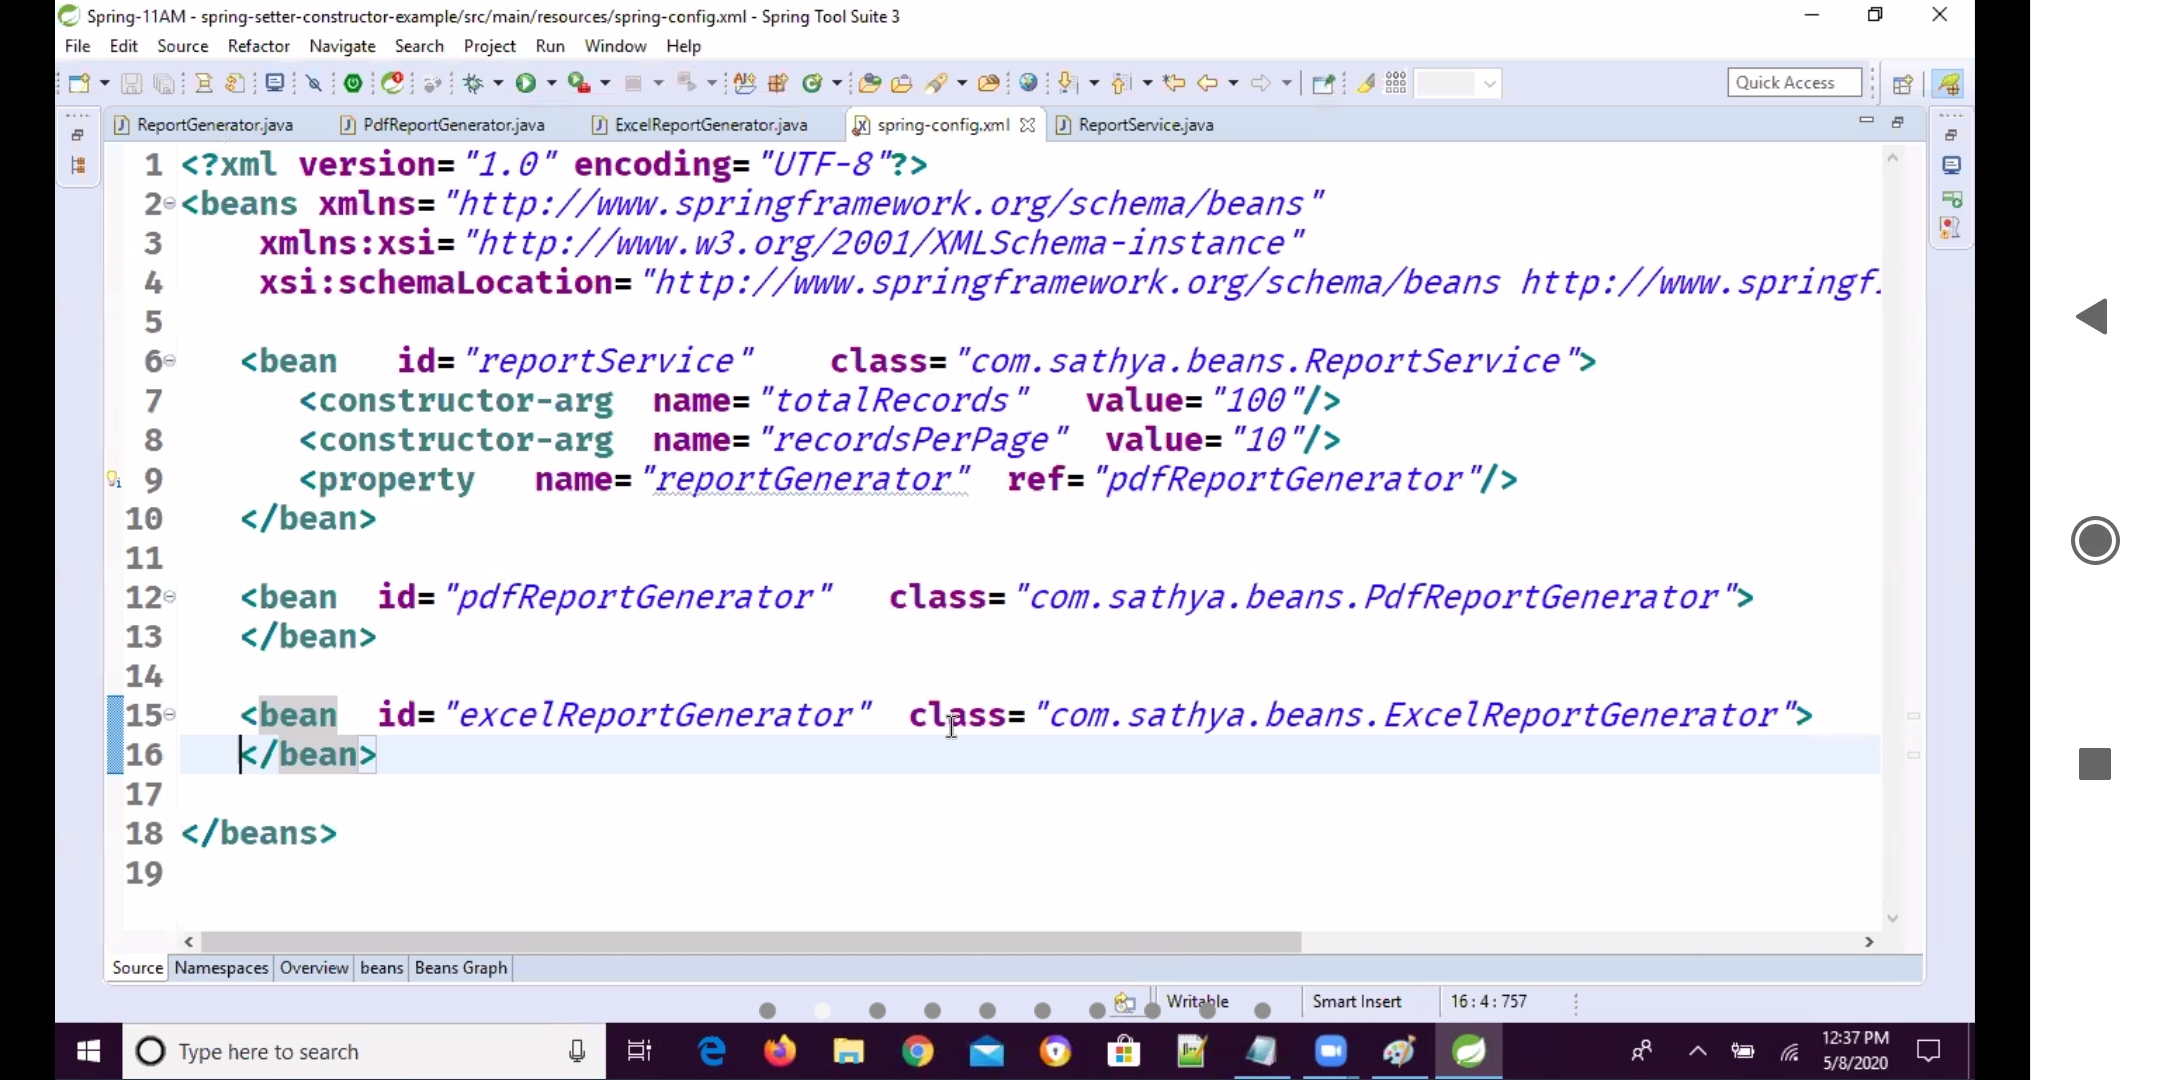 Spring-11AM - spring-setter-constructor-example/src/main/resources/spring-config.xml - Spring Tool Suite 3
File Edit Source Refactor Navigate Search Project Run Window Help
Quick Access
ReportGenerator.java PdfReportGenerator.java ExcelReportGenerator.java spring-config.xml ReportService.java
1 <?xml version="1.0" encoding="UTF-8"?>
2 <beans xmlns="http://www.springframework.org/schema/beans"
3 xmlns:xsi="http://www.w3.org/2001/XMLSchema-instance"
4 xsi:schemaLocation="http://www.springframework.org/schema/beans http://www.springf
5
6 <bean id="reportService" class="com.sathya.beans.ReportService">
7 <constructor-arg name="totalRecords" value="100"/>
8 <constructor-arg name="recordsPerPage" value="10"/>
9 <property name="reportGenerator" ref="pdfReportGenerator"/>
10 </bean>
11
12 <bean id="pdfReportGenerator" class="com.sathya.beans.PdfReportGenerator">
13 </bean>
14
15 <bean id="excelReportGenerator" class="com.sathya.beans.ExcelReportGenerator">
16 </bean>
17
18 </beans>
19
Source Namespaces Overview beans Beans Graph
Writable Smart Insert 16:4:757
Type here to search
12:37 PM
5/8/2020